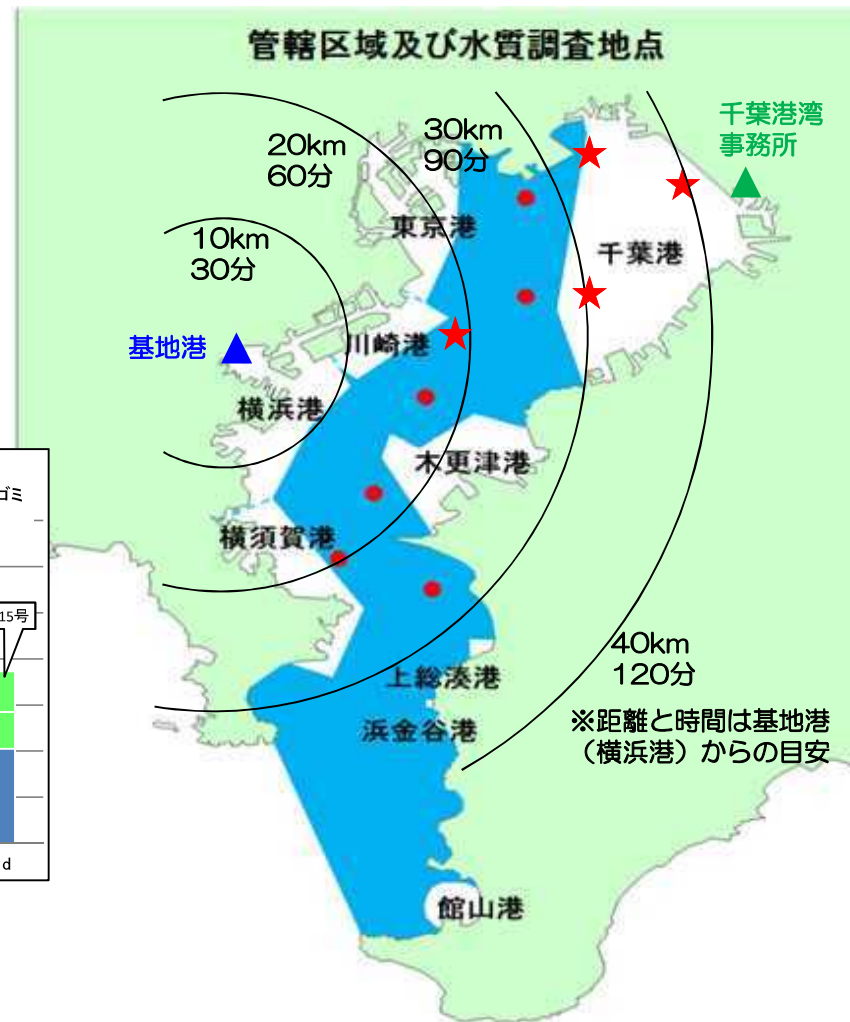 管轄区域及び水質調査地点
千葉港湾
事務所
30km
90分
20km
60分
東京港
10km
30分
千葉港
基地港
川崎港
横浜港
木更津港
ゴミ
横須賀港
15号
40km
120分
上総湊港
※距離と時間は基地港
（横浜港）からの目安
浜金谷港
d
館山港